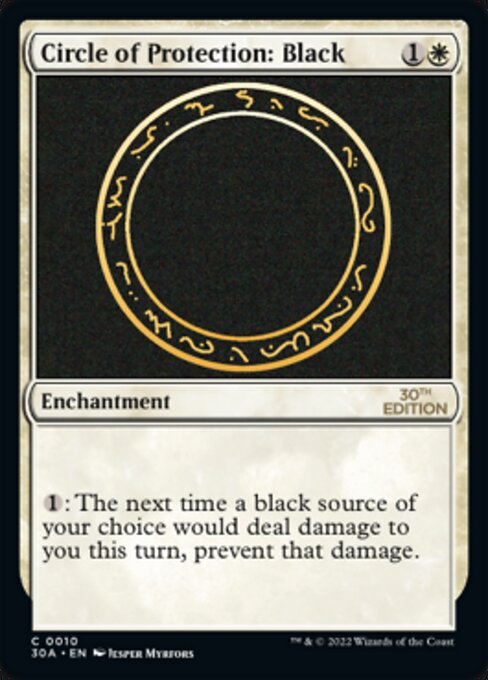 Circle of Protection: Black 1
Enchantment
30TH
EDITION
1: The next time a black source of
your choice would deal damage to
you this turn, prevent that damage.
C 0010
30A • EN Jesper Myrfors
™ & © 2022 Wizards of the Coast